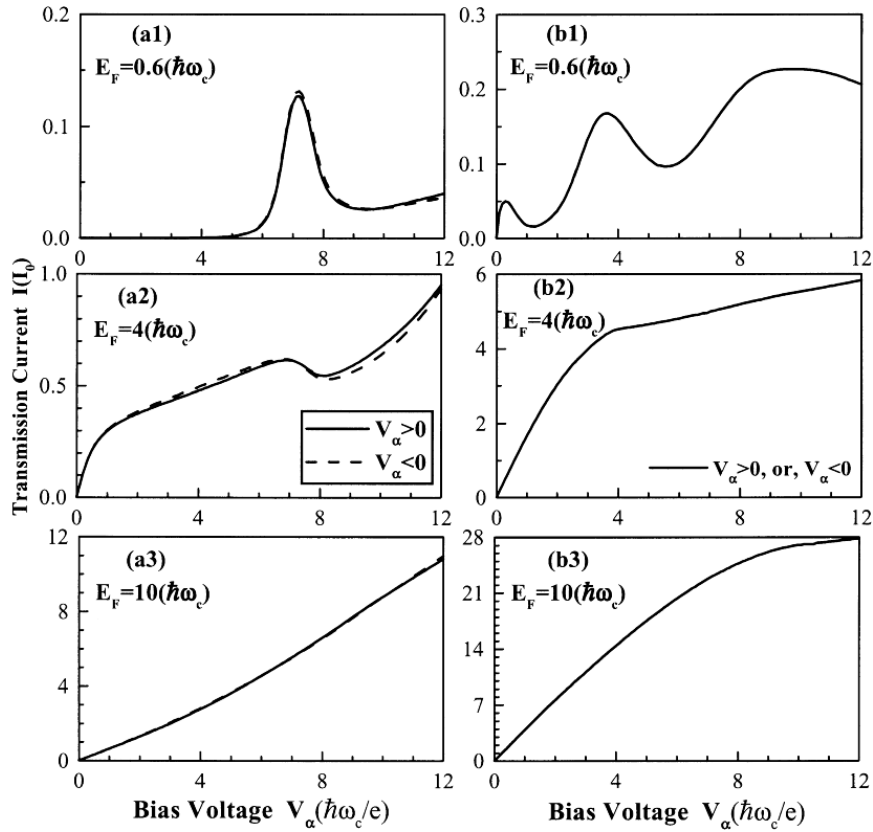 (a1)
E_F=0.6(ħω_c)
0.2
0.1
0.0
0
4
8
12
(b1)
E_F=0.6(ħω_c)
0.3
0.2
0.1
0.0
0
4
8
12
(a2)
E_F=4(ħω_c)
1.0
0.5
0.0
V_α>0
V_α<0
0
4
8
12
(b2)
E_F=4(ħω_c)
6
4
2
0
V_α>0, or, V_α<0
0
4
8
12
Transmission Current I(I_0)
(a3)
E_F=10(ħω_c)
12
8
4
0
0
4
8
12
Bias Voltage V_α(ħω_c/e)
(b3)
E_F=10(ħω_c)
28
21
14
7
0
0
4
8
12
Bias Voltage V_α(ħω_c/e)